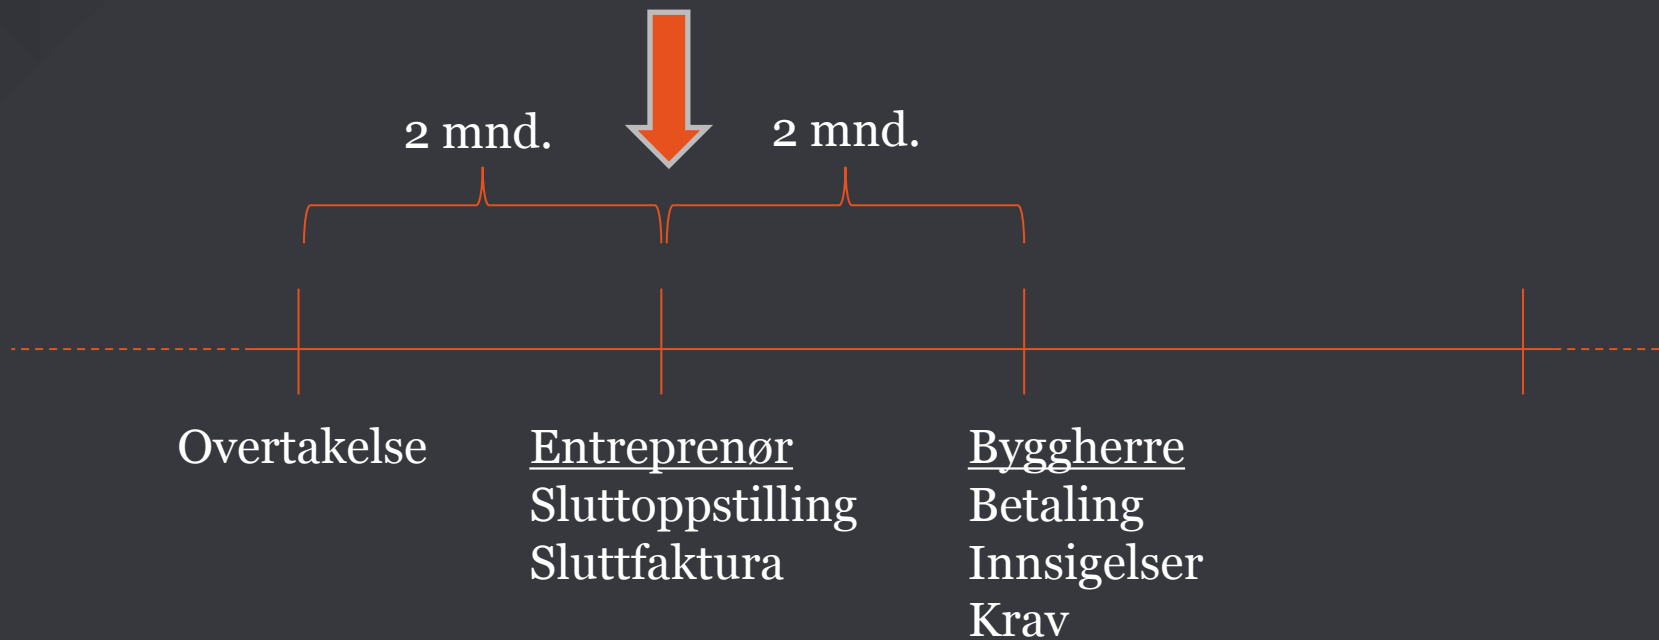 2 mnd.
2 mnd.
Overtakelse
Entreprenør
Sluttoppstilling
Sluttfaktura
Byggherre
Betaling
Innsigelser
Krav